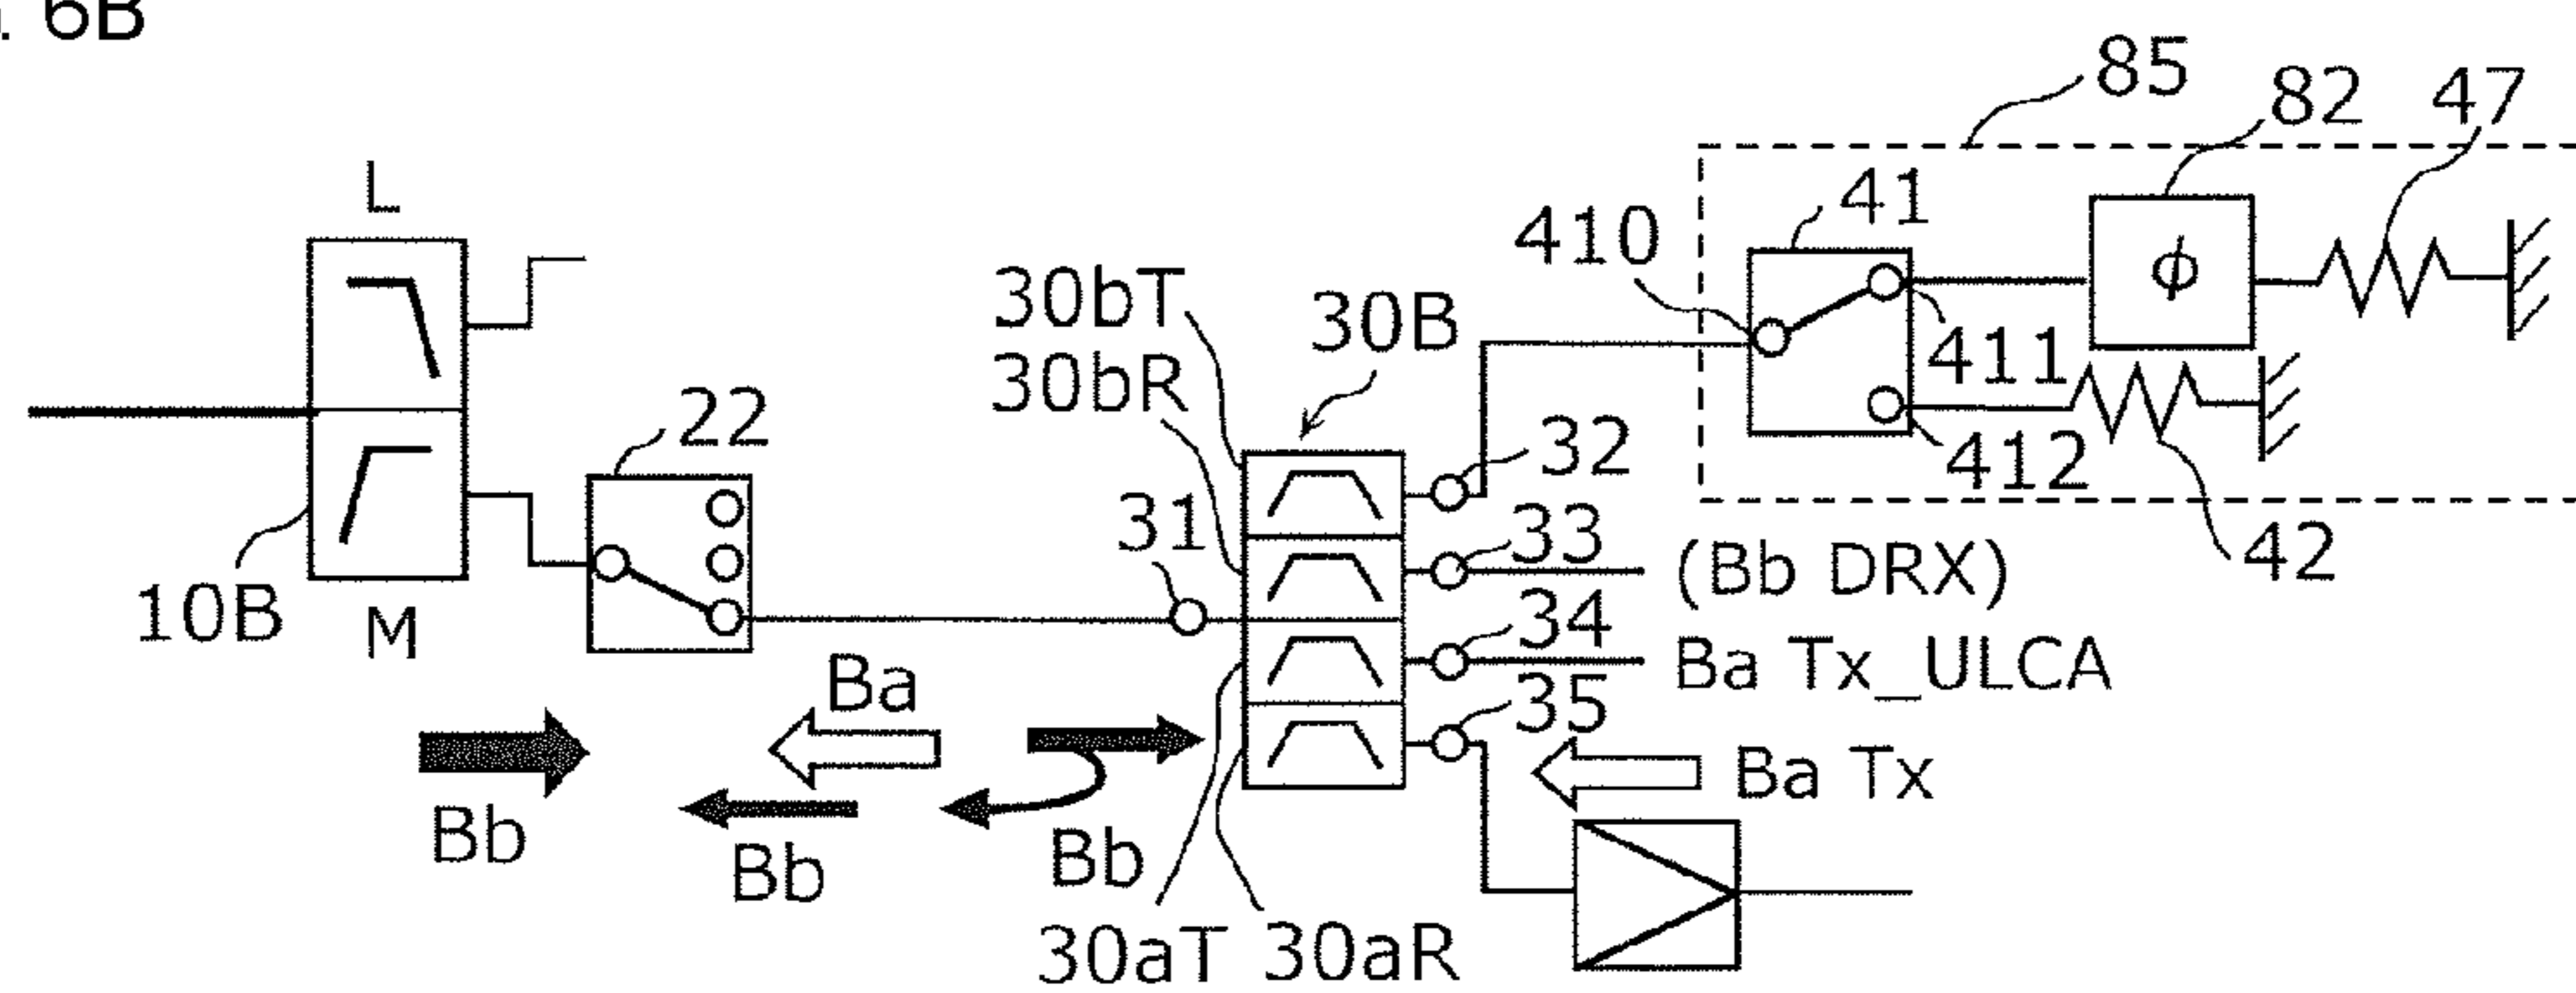 . 6B
85
82
47
L
41
410
30bT
30B
30bR
411
22
32
412
31
33
42
(Bb DRX)
10B
34
M
Ba
Ba Tx_ULCA
35
Ba Tx
Bb
Bb
Bb
30aT
30aR
ϕ